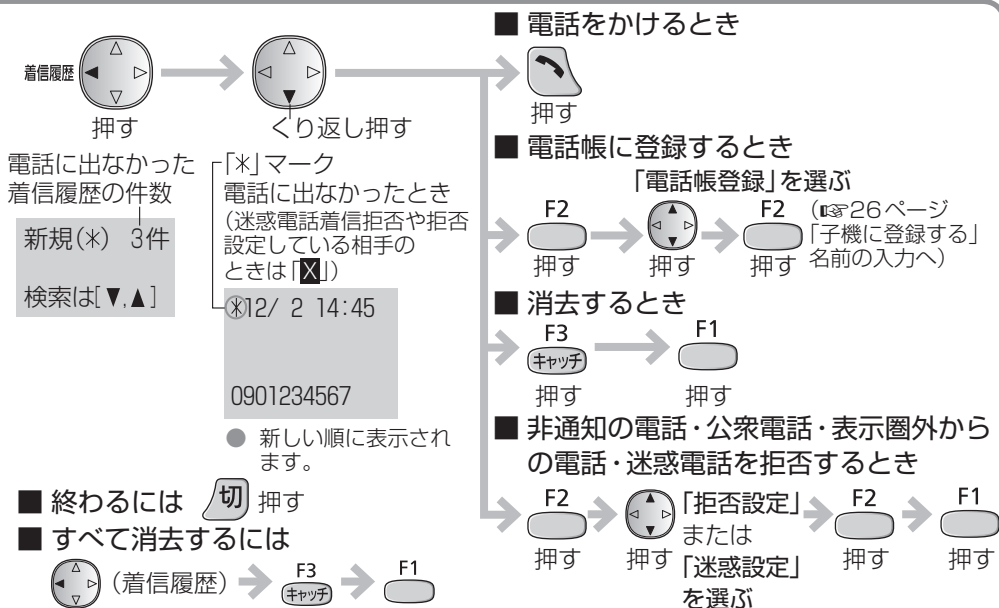 着信履歴
押す
くり返し押す
電話に出なかった
着信履歴の件数
新規(*) 3件
検索は[▼,▲]
「*」マーク
電話に出なかったとき
(迷惑電話着信拒否や拒否
設定している相手の
ときは「X」)
*12/ 2 14:45
0901234567
● 新しい順に表示され
ます。
■ 終わるには 切 押す
■ すべて消去するには
(着信履歴) F3 キャッチ F1
■ 電話をかけるとき
押す
■ 電話帳に登録するとき
「電話帳登録」を選ぶ
F2 F2
押す 押す 押す
(☞26ページ
「子機に登録する」
名前の入力へ)
■ 消去するとき
F3 F1
キャッチ
押す 押す
■ 非通知の電話・公衆電話・表示圏外から
の電話・迷惑電話を拒否するとき
F2 「拒否設定」 F2 F1
または
押す 押す 「迷惑設定」 押す 押す
を選ぶ